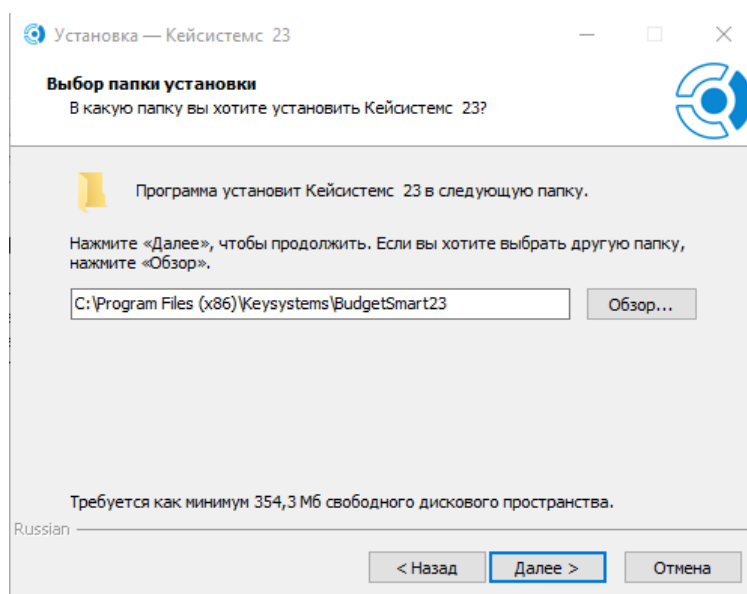 Установка — Кейсистемс 23
Выбор папки установки
В какую папку вы хотите установить Кейсистемс 23?
Программа установит Кейсистемс 23 в следующую папку.
Нажмите «Далее», чтобы продолжить. Если вы хотите выбрать другую папку,
нажмите «Обзор».
C:\Program Files (x86)\Keysystems\BudgetSmart23
Обзор...
Требуется как минимум 354,3 Мб свободного дискового пространства.
Russian
< Назад
Далее >
Отмена